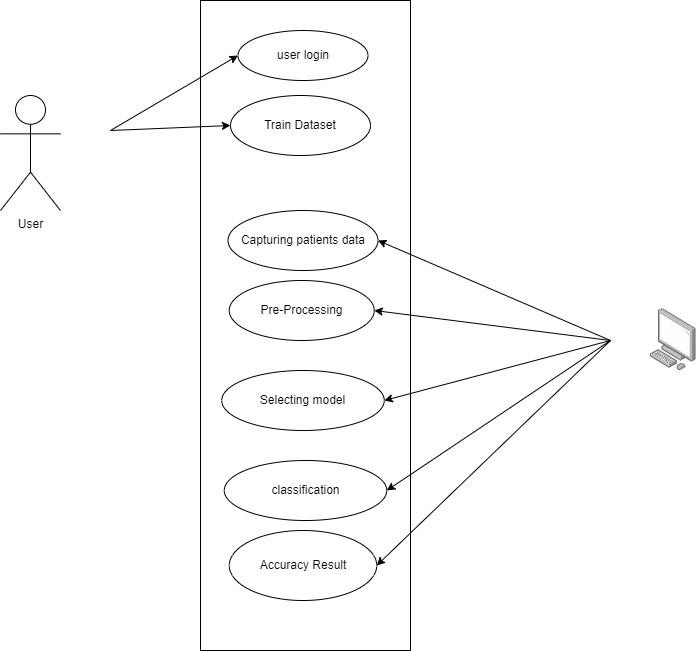 user login
Train Dataset
User
Capturing patients data
Pre-Processing
Selecting model
classification
Accuracy Result